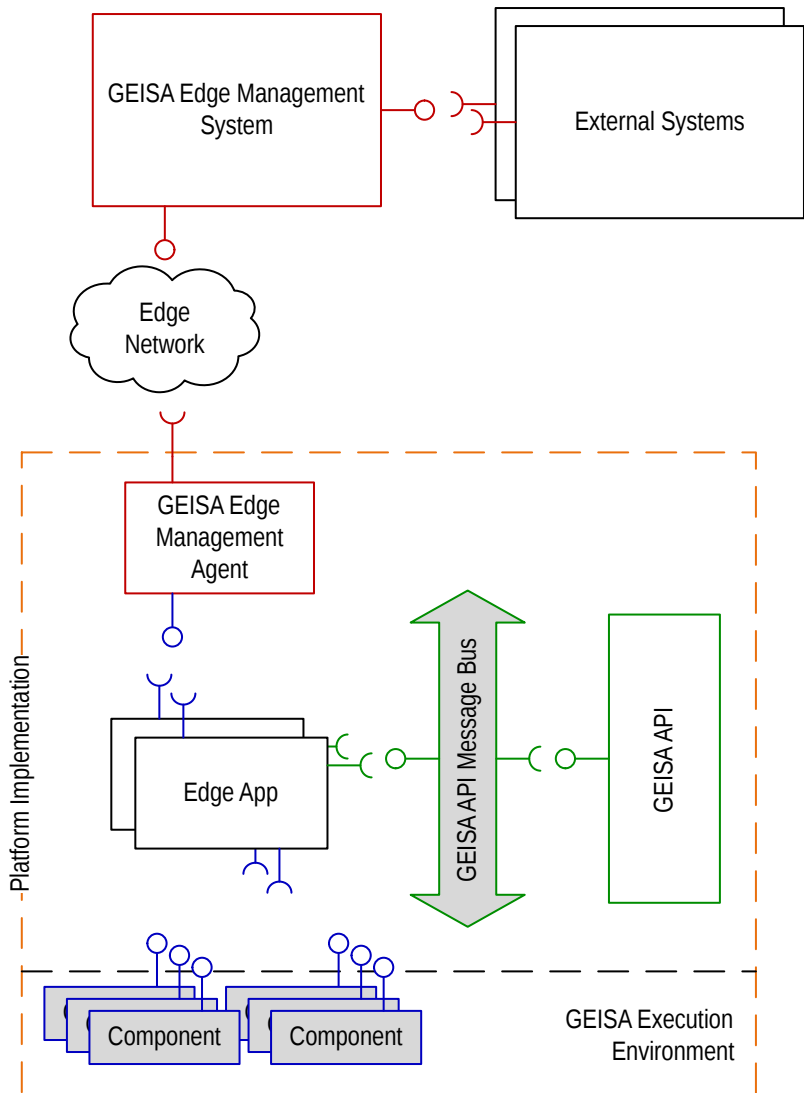 GEISA Edge Management
System
External Systems
Edge
Network
GEISA Edge
Management
Agent
Platform Implementation
GEISA API Message Bus
GEISA API
Edge App
Component
Component
GEISA Execution
Environment